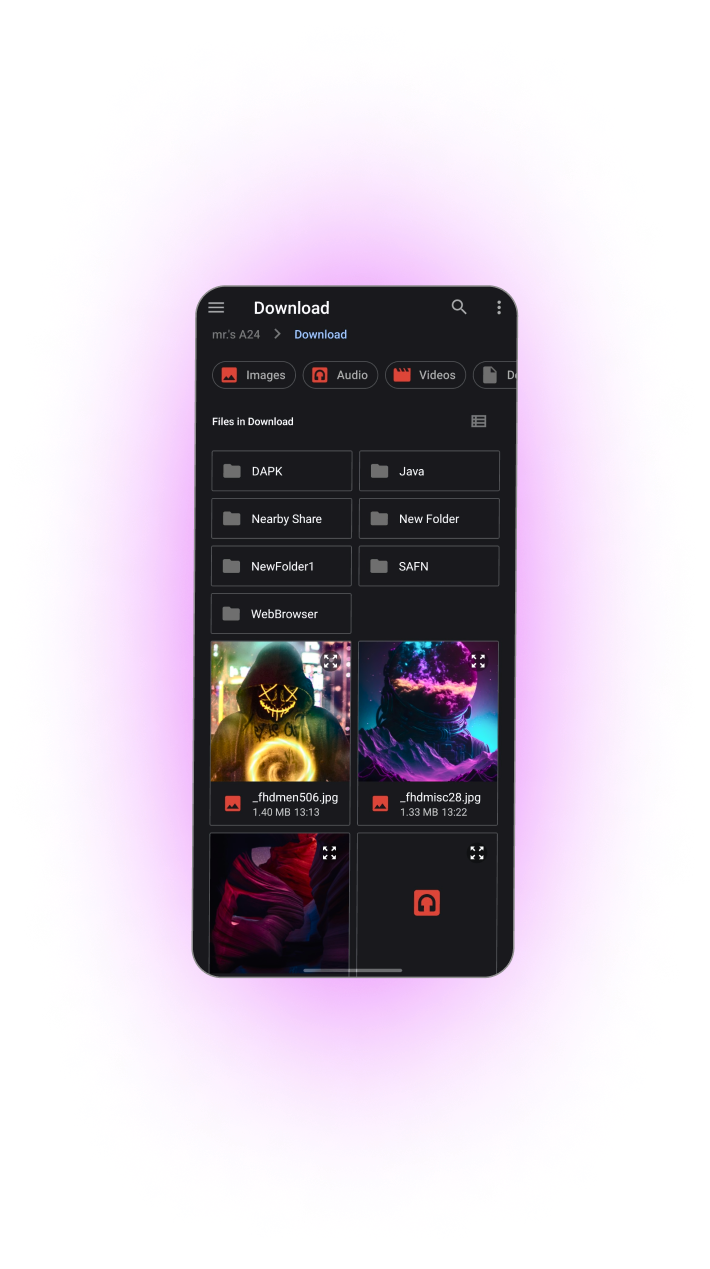 Download
mr.'s A24 > Download
Images Audio Videos
Files in Download
DAPK Java
Nearby Share New Folder
NewFolder1 SAFN
WebBrowser
_fhdmen506.jpg _fhdmisc28.jpg
1.40 MB 13:13 1.33 MB 13:22